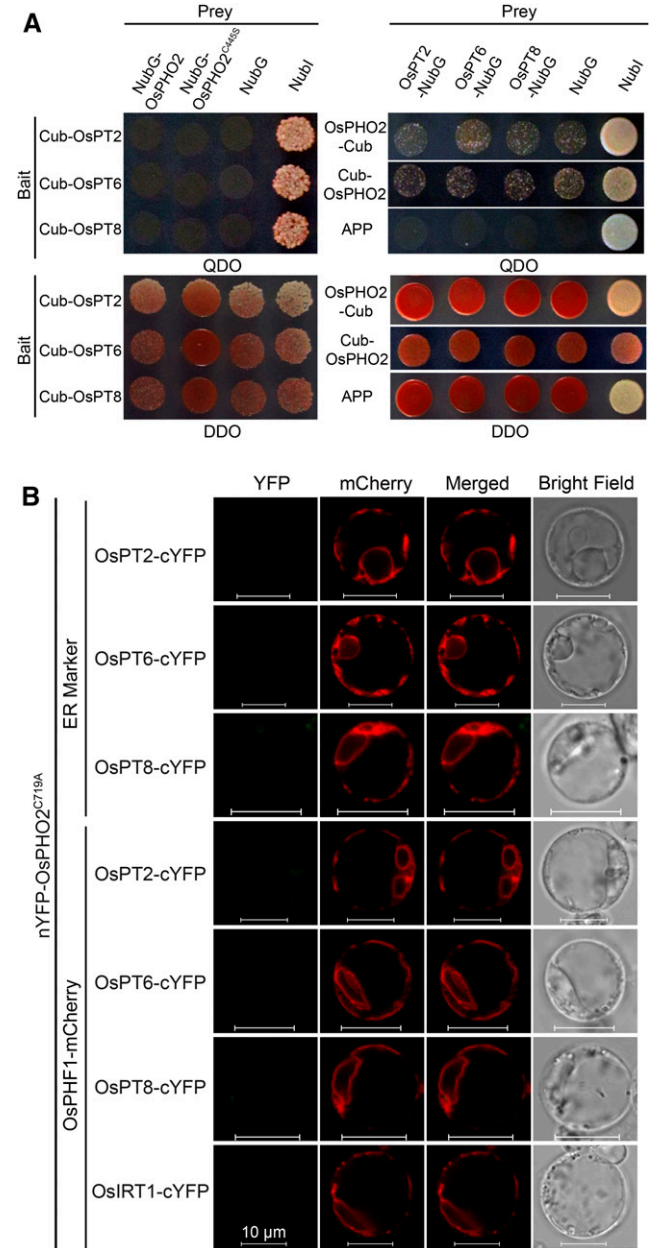 A
Prey
NubG-
OsPHO2
NubG-
OsPHO2C445S
NubG
NubI
Bait
Cub-OsPT2
Cub-OsPT6
Cub-OsPT8
QDO
Bait
Cub-OsPT2
Cub-OsPT6
Cub-OsPT8
DDO
Prey
OsPT2
-NubG
OsPT6
-NubG
OsPT8
-NubG
NubG
NubI
OsPHO2
-Cub
Cub-
OsPHO2
APP
QDO
OsPHO2
-Cub
Cub-
OsPHO2
APP
DDO
B
YFP
mCherry
Merged
Bright Field
nYFP-OsPHO2C719A
ER Marker
OsPT2-cYFP
OsPT6-cYFP
OsPT8-cYFP
OsPHF1-mCherry
OsPT2-cYFP
OsPT6-cYFP
OsPT8-cYFP
OsIRT1-cYFP
10 µm